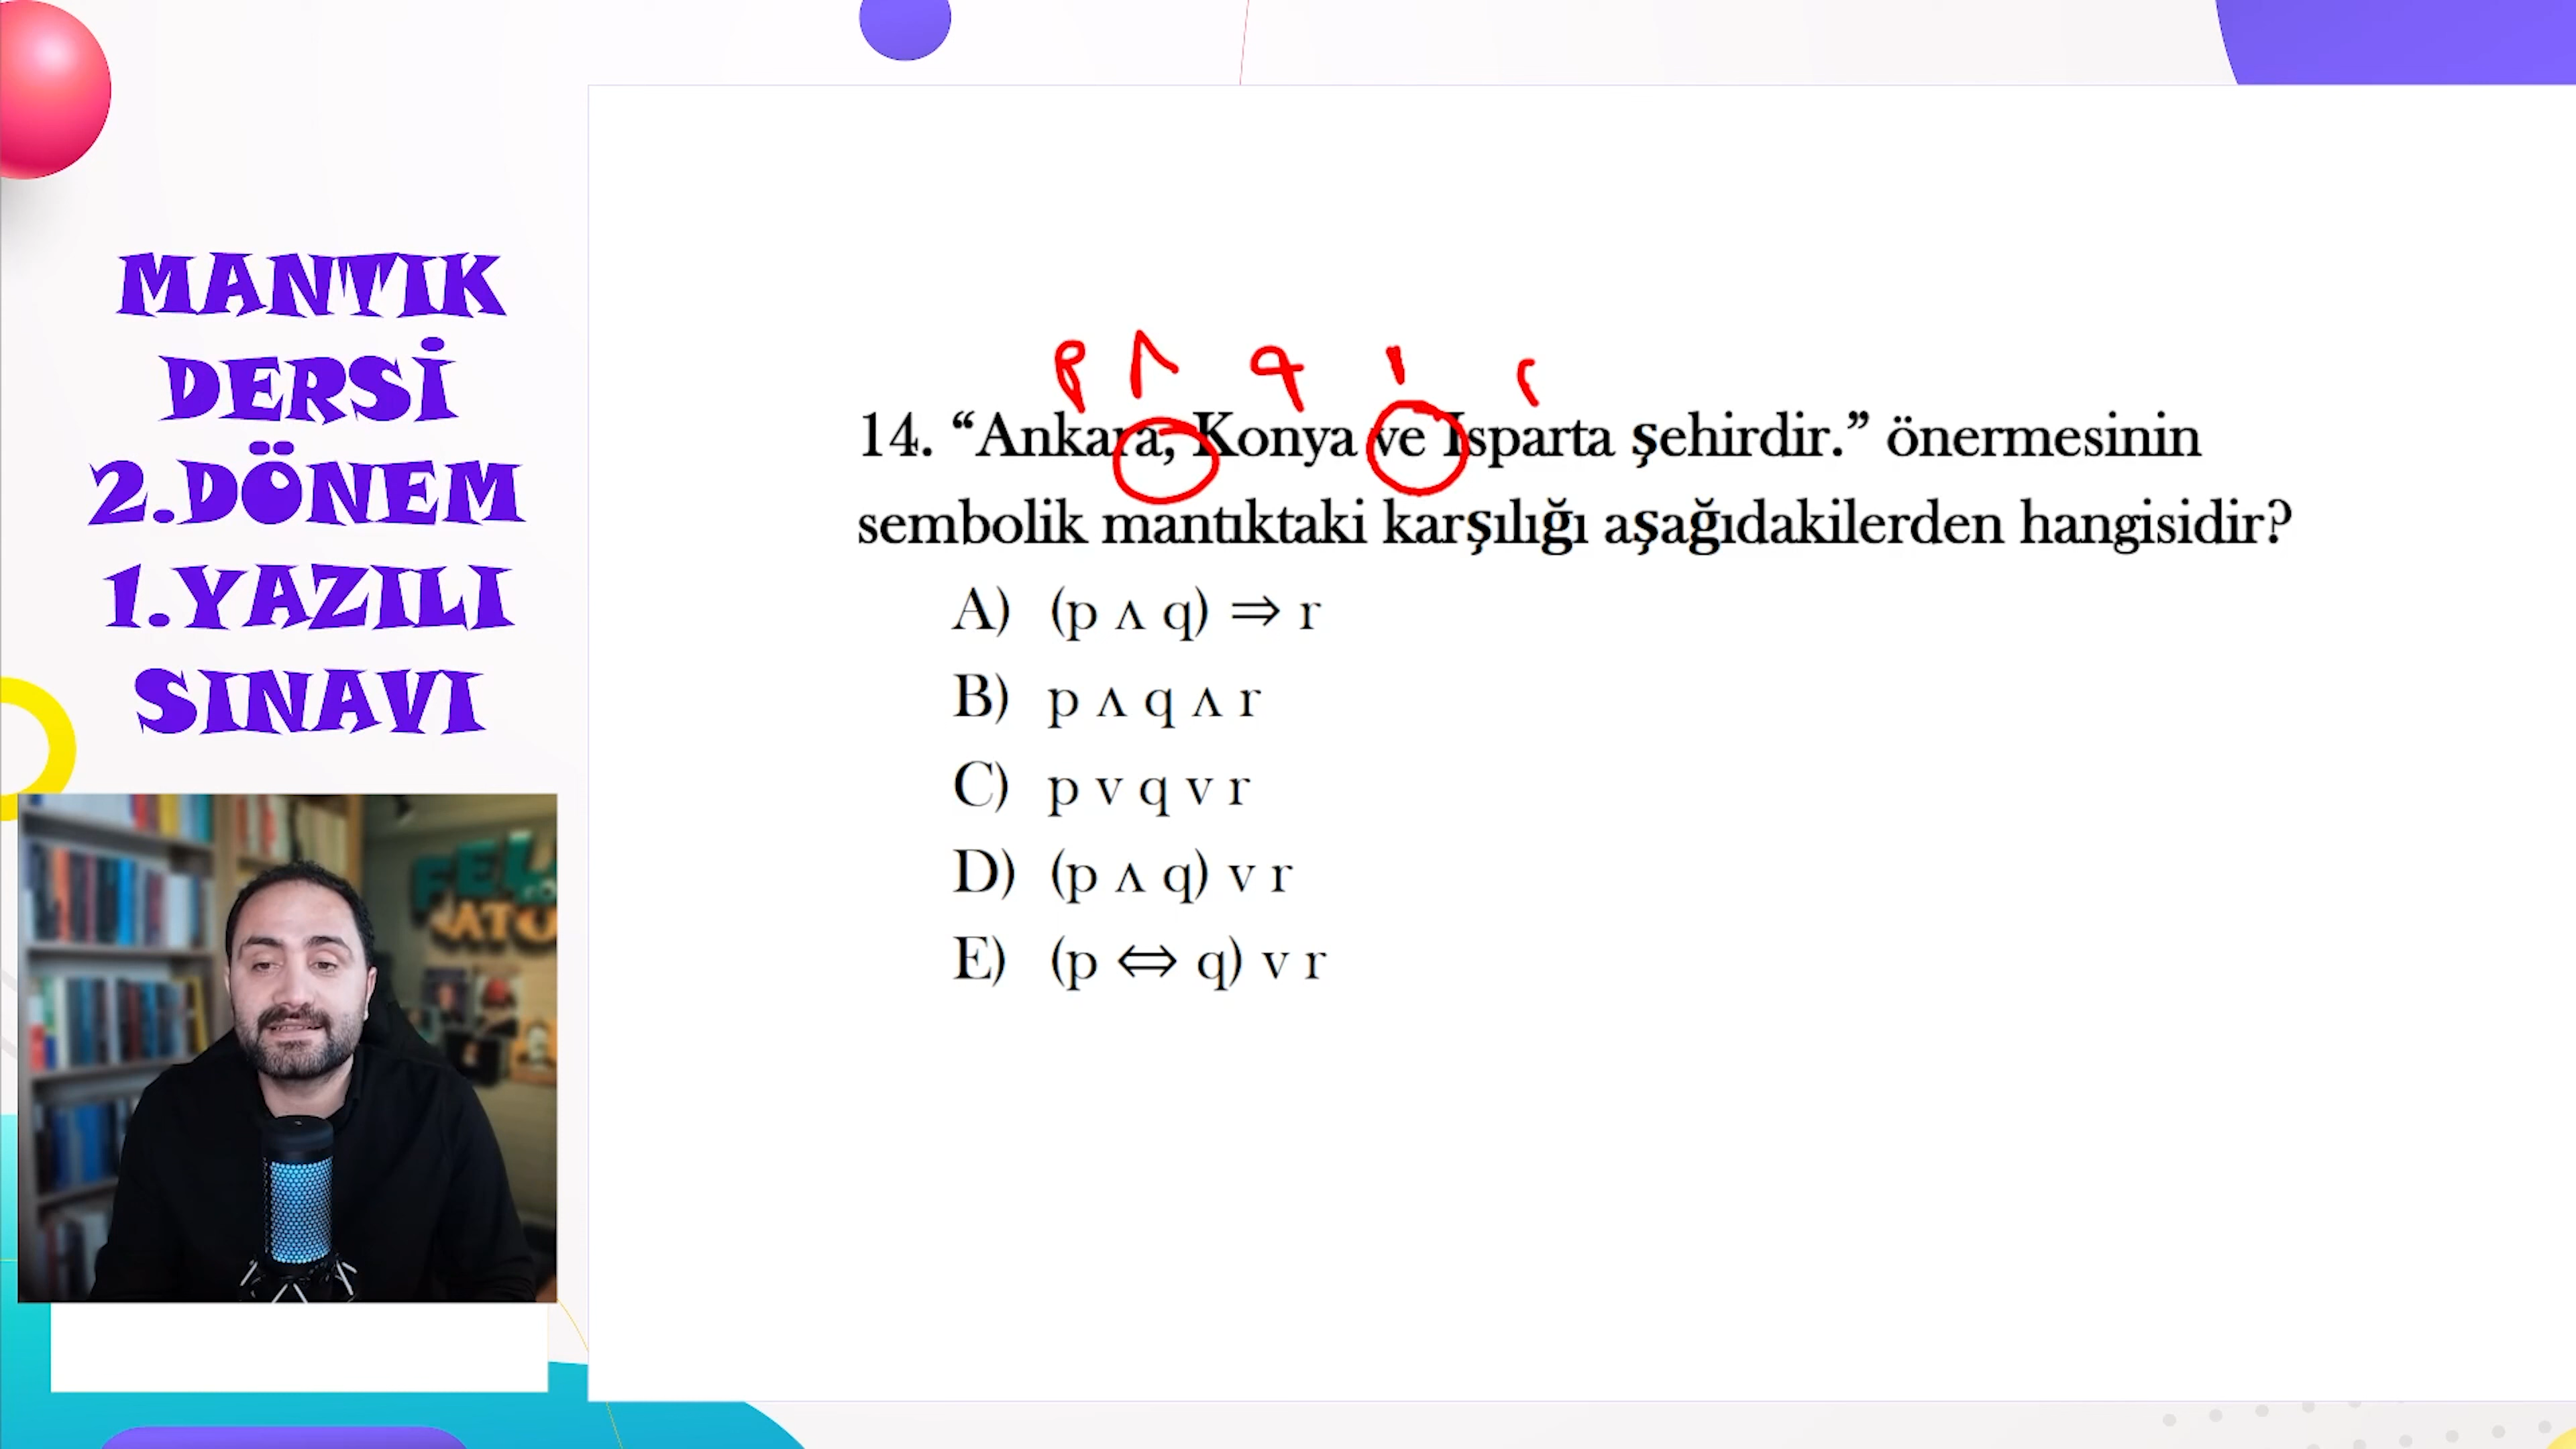 MANTIK
DERSİ
2.DÖNEM
1.YAZILI
SINAVI
p ʌ q ı r
14. “Ankara, Konya ve Isparta şehirdir.” önermesinin
sembolik mantıktaki karşılığı aşağıdakilerden hangisidir?
A) (p ʌ q) ⇒ r
B) p ʌ q ʌ r
C) p v q v r
D) (p ʌ q) v r
E) (p ⇔ q) v r